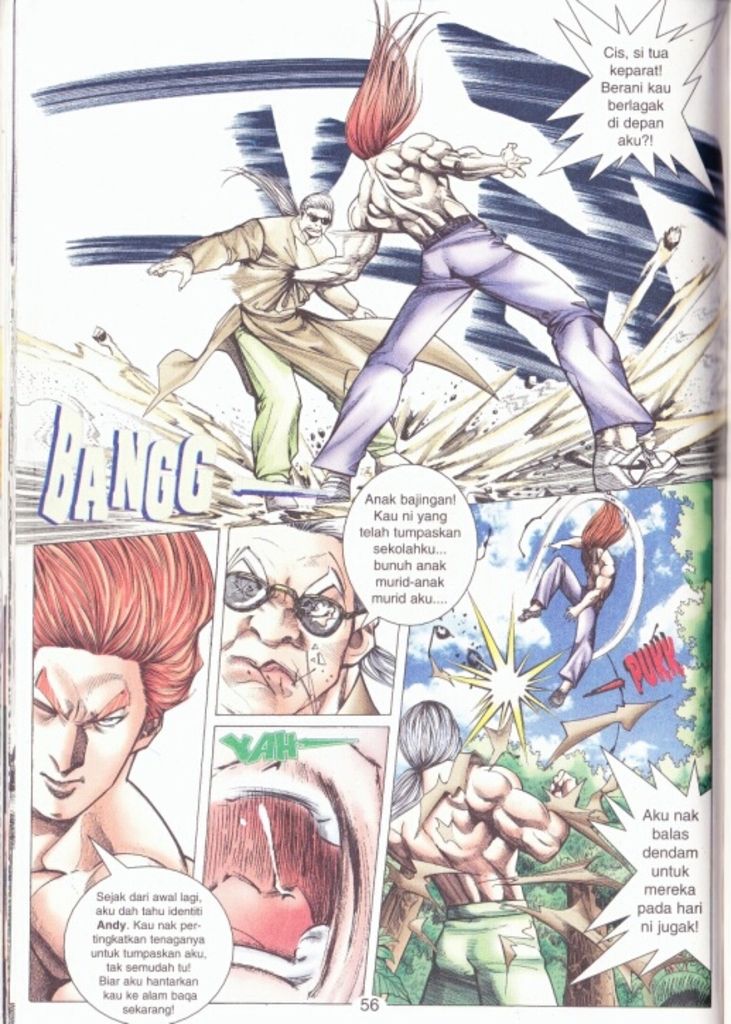 Cis, si tua
keparat!
Berani kau
berlagak
di depan
aku?!
BANGG
Anak bajingan!
Kau ni yang
telah tumpaskan
sekolahku...
bunuh anak
murid-anak
murid aku....
PUKK
YAH
Sejak dari awal lagi,
aku dah tahu identiti
Andy. Kau nak per-
tingkatkan tenaganya
untuk tumpaskan aku,
tak semudah tu!
Biar aku hantarkan
kau ke alam baqa
sekarang!
Aku nak
balas
dendam
untuk
mereka
pada hari
ni jugak!
56